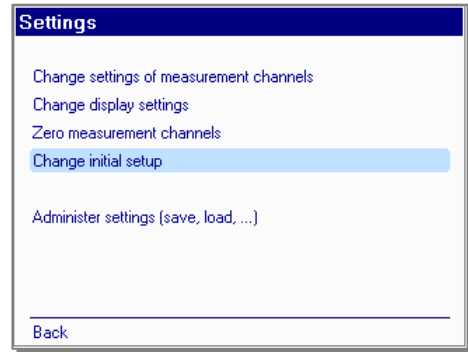 Settings
Change settings of measurement channels
Change display settings
Zero measurement channels
Change initial setup
Administer settings (save, load, ...)
Back